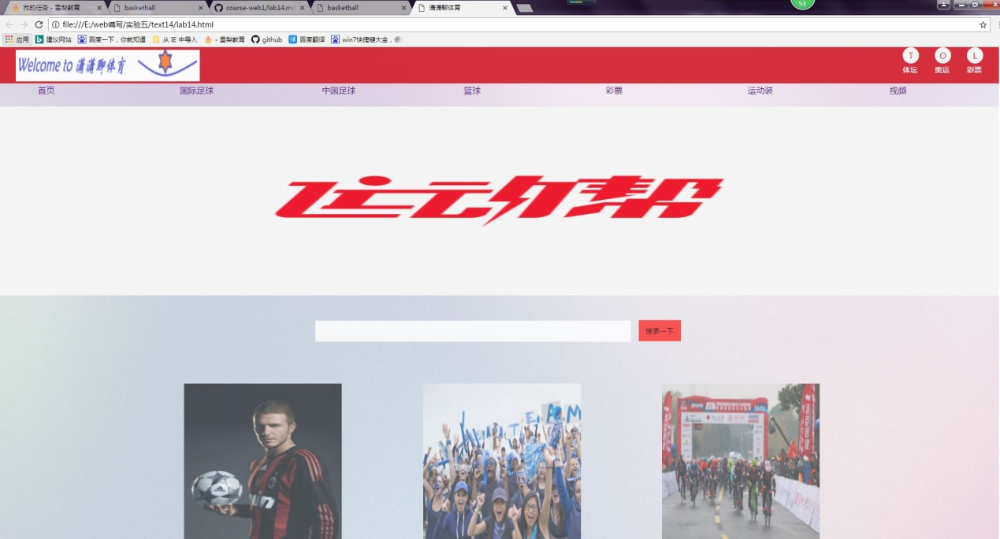 我的任务 - 雪梨教育
basketball
course-web1/lab14.m
basketball
潇潇聊体育
51
file:///E:/web编写/实验五/text14/lab14.html
应用
建议网站
百度一下，你就知道
从 IE 中导入
- 雪梨教育
github
百度翻译
win7快捷键大全，很
Welcome to 潇潇聊体育
T
O
L
体坛
奥运
彩票
首页
国际足球
中国足球
篮球
彩票
运动装
视频
运动帮
搜索一下